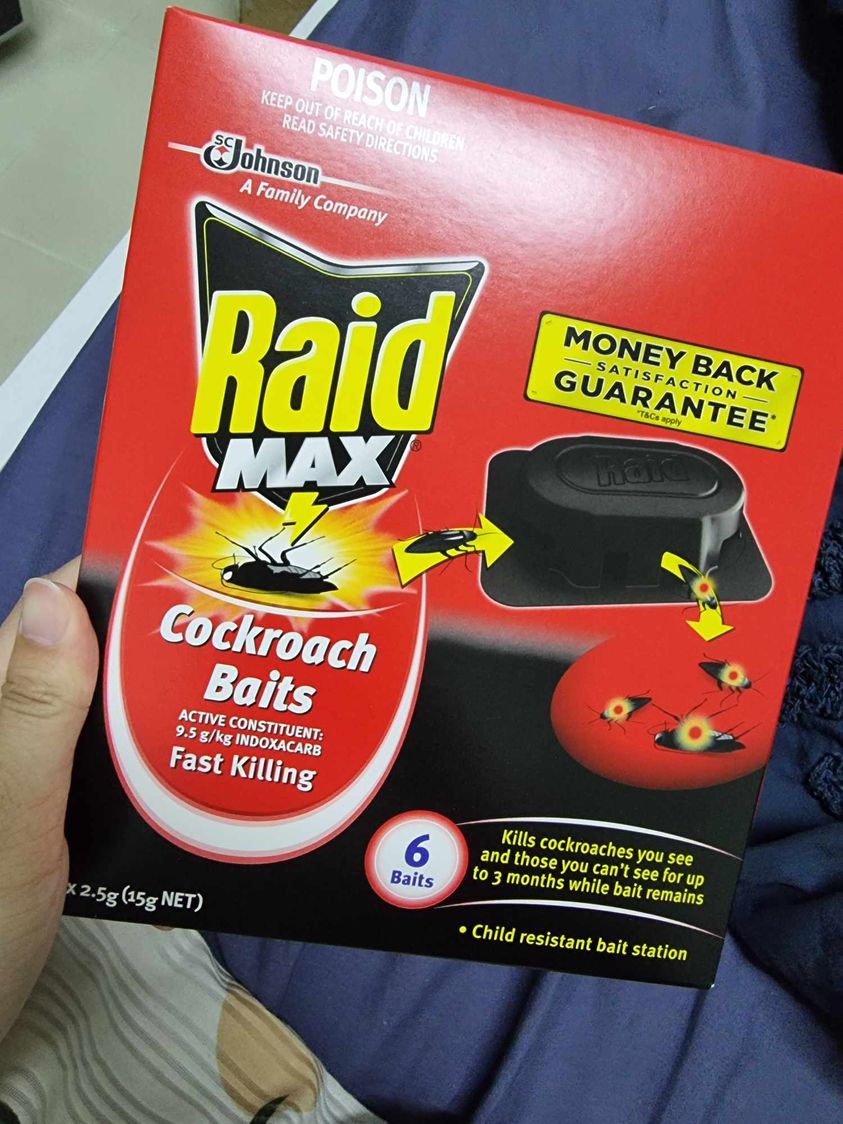 POISON
KEEP OUT OF REACH OF CHILDREN
READ SAFETY DIRECTIONS
SC Johnson
A Family Company
Raid
MAX®
MONEY BACK
SATISFACTION
GUARANTEE*
*T&Cs apply
Raid
Cockroach
Baits
ACTIVE CONSTITUENT:
9.5 g/kg INDOXACARB
Fast Killing
6
Baits
Kills cockroaches you see
and those you can't see for up
to 3 months while bait remains
x 2.5g (15g NET)
• Child resistant bait station